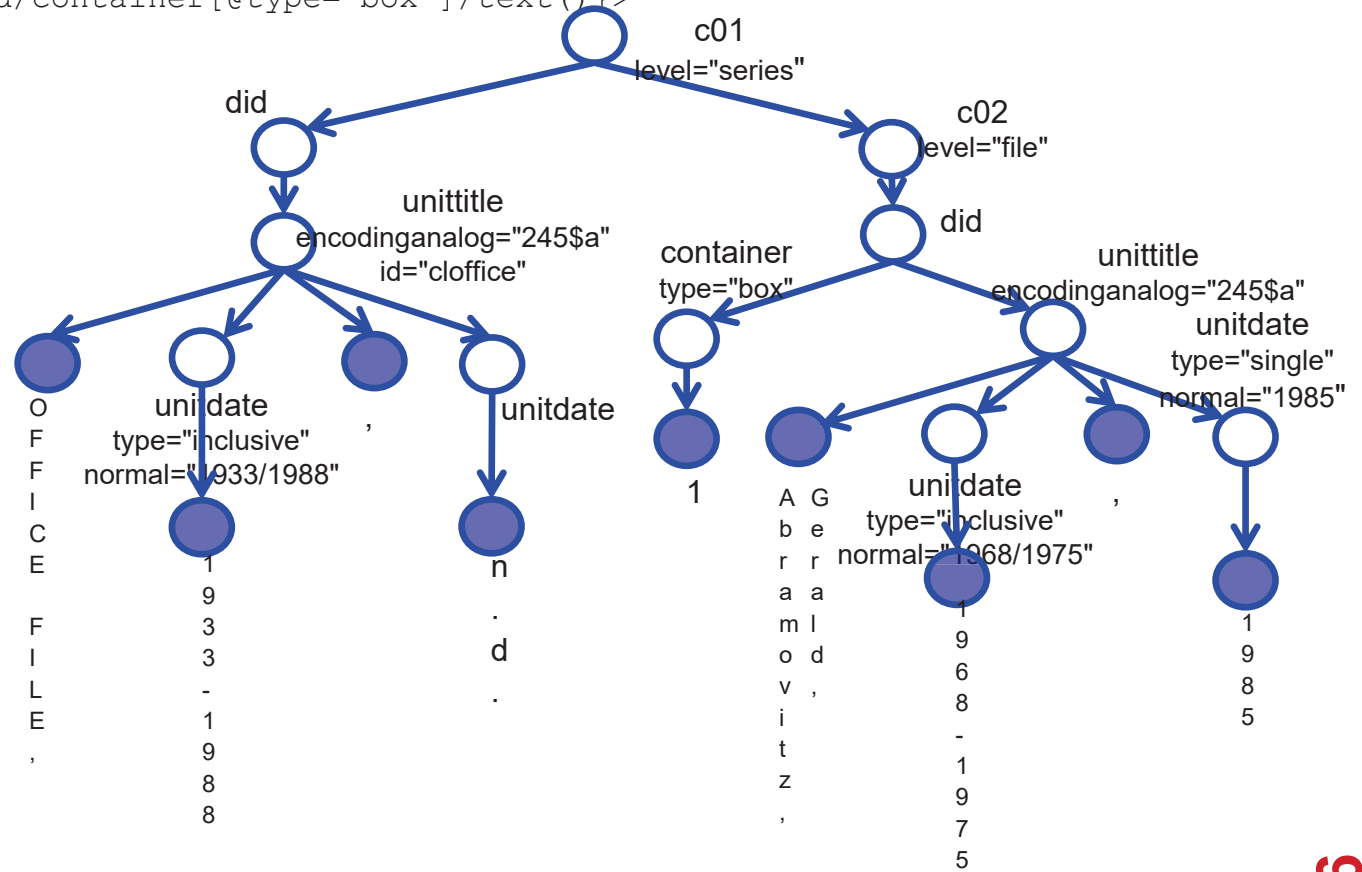 d/container[@type='box']/text()/>
c01
level="series"
did
c02
level="file"
unittitle
encodinganalog="245$a"
id="cloffice"
did
container
type="box"
unittitle
encodinganalog="245$a"
unitdate
type="single"
normal="1985"
OFFICE FILE,
unitdate
type="inclusive"
normal="1933/1988"
1933-1988
,
unitdate
n.d.
1
Abramovitz,
Gerald,
unitdate
type="inclusive"
normal="1968/1975"
1968-1975
,
1985